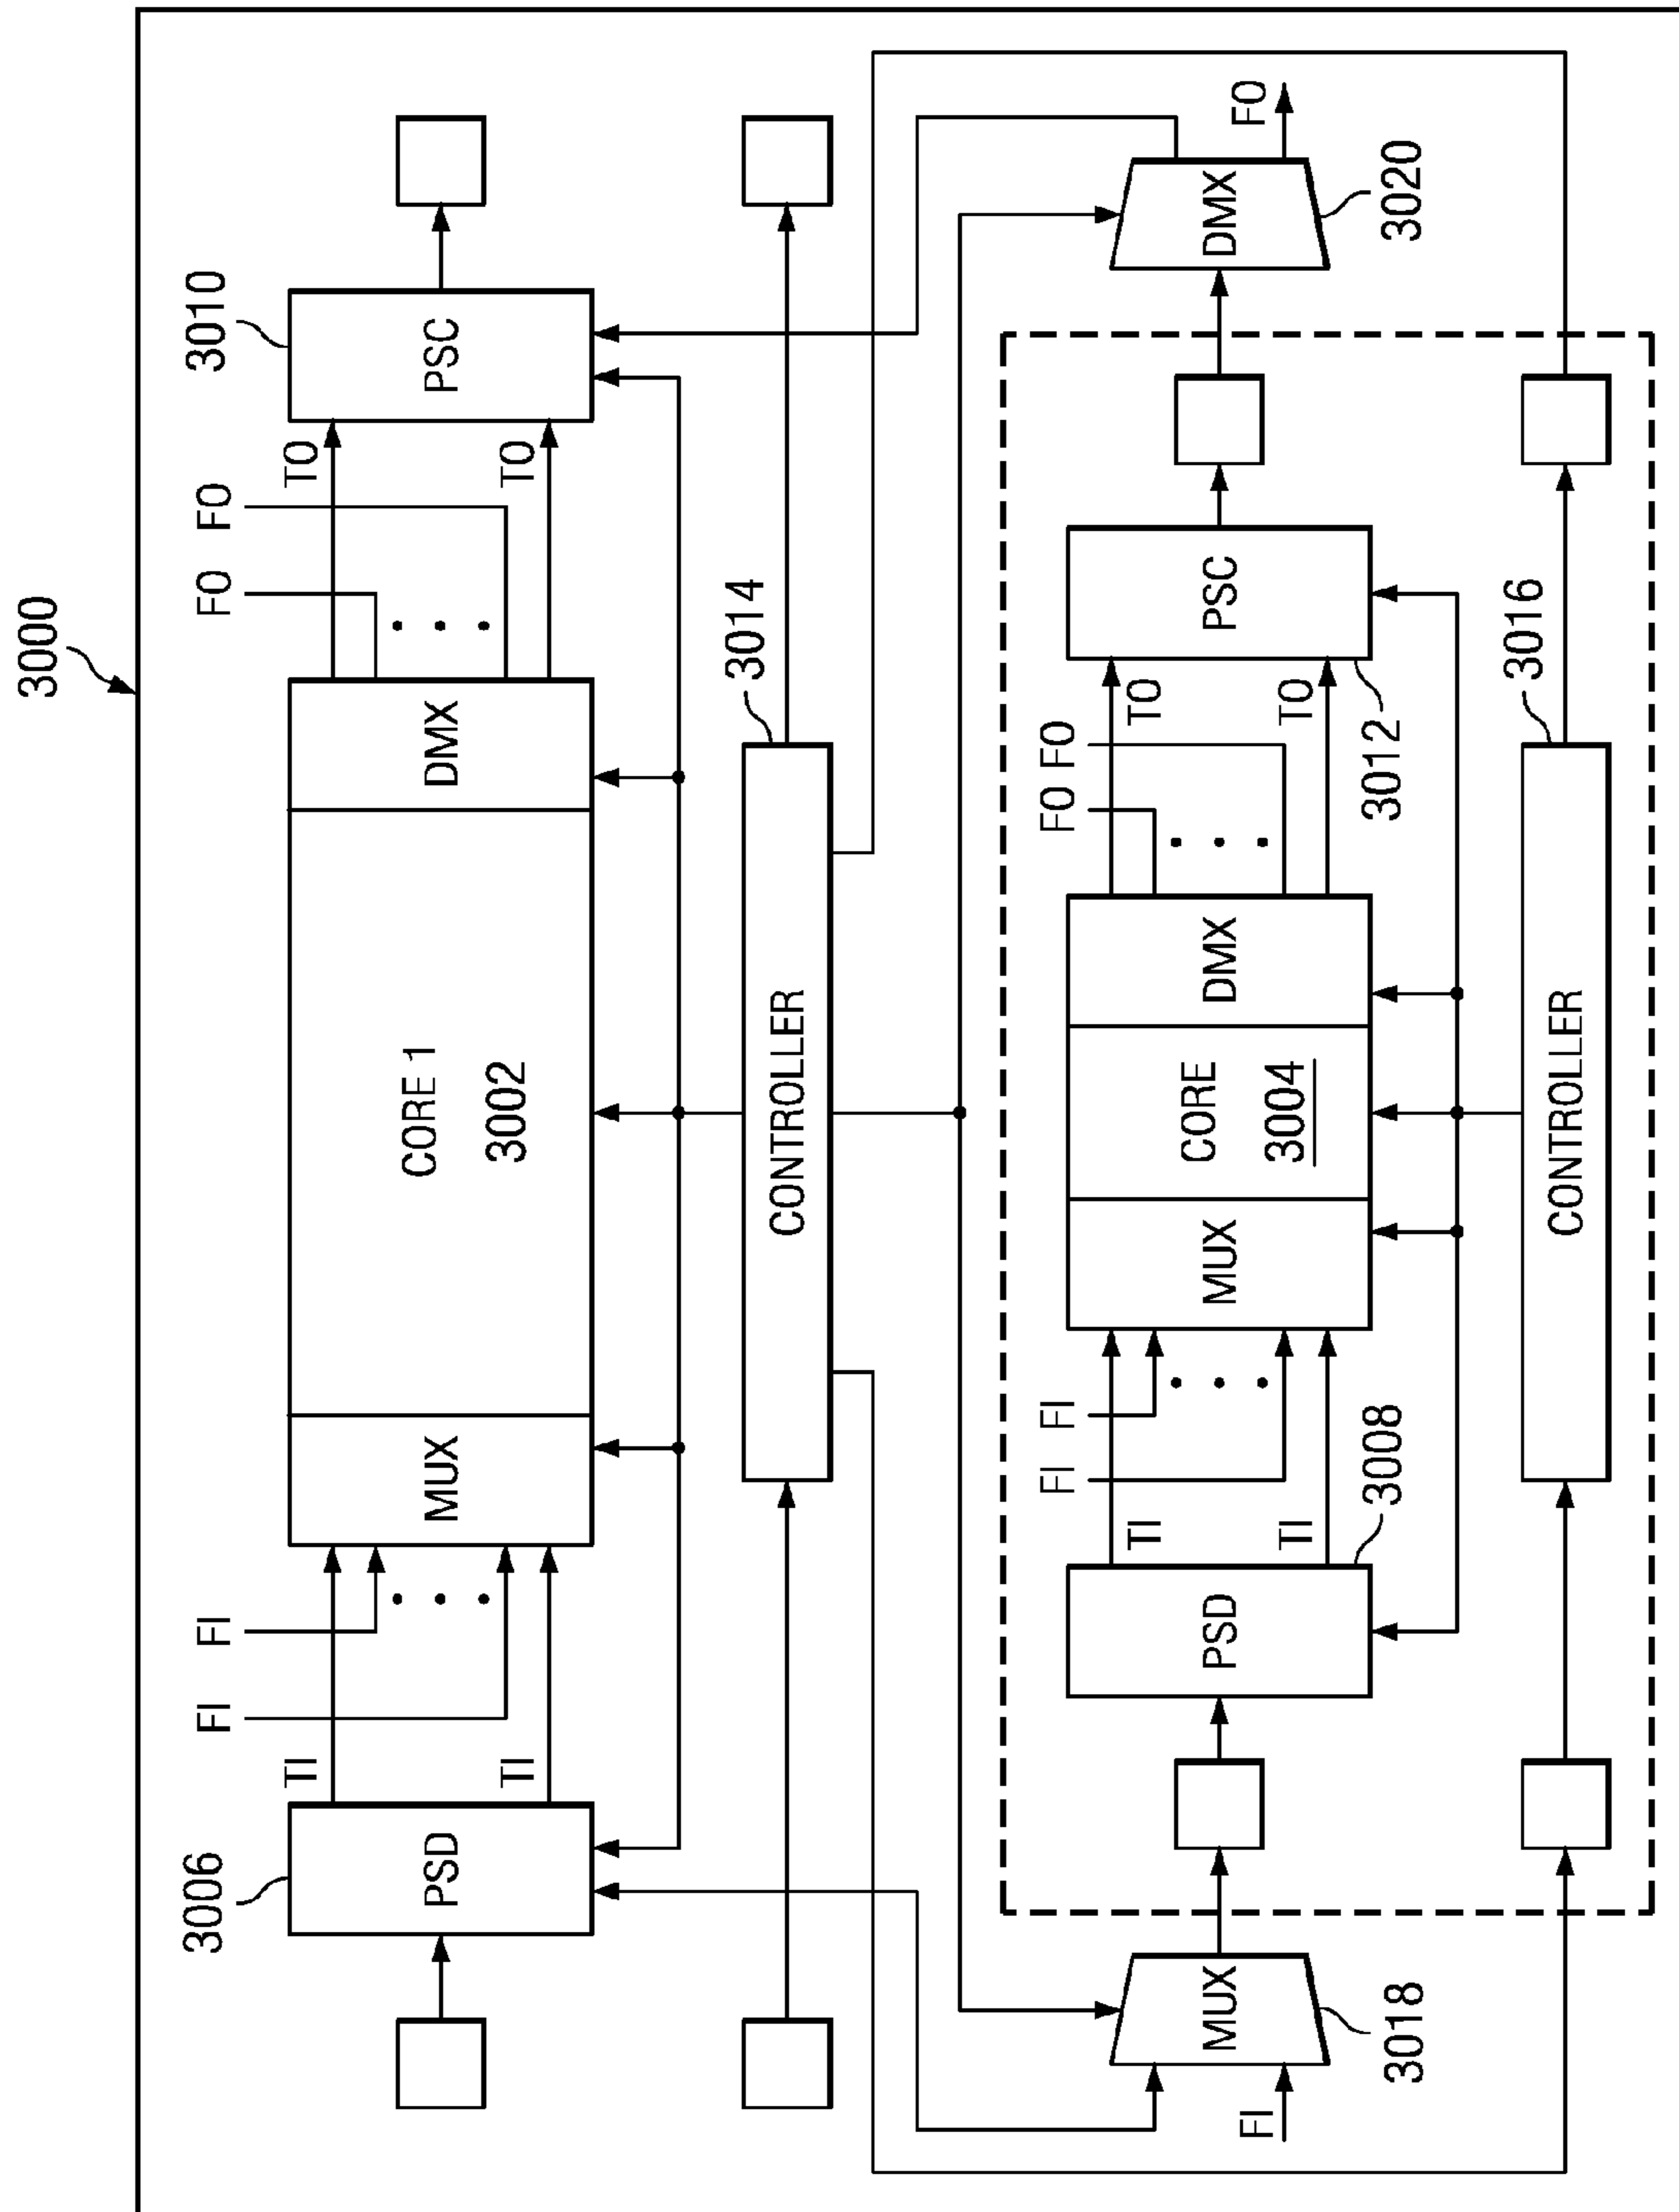 3000
3006
3010
FI
FI
FO
FO
TI
TI
TO
TO
PSD
MUX
CORE 1
3002
DMX
PSC
CONTROLLER
3014
MUX
3018
FI
FI
FI
FO
FO
TI
TI
TO
TO
PSD
3008
MUX
CORE
3004
DMX
PSC
3012
DMX
3020
FO
CONTROLLER
3016